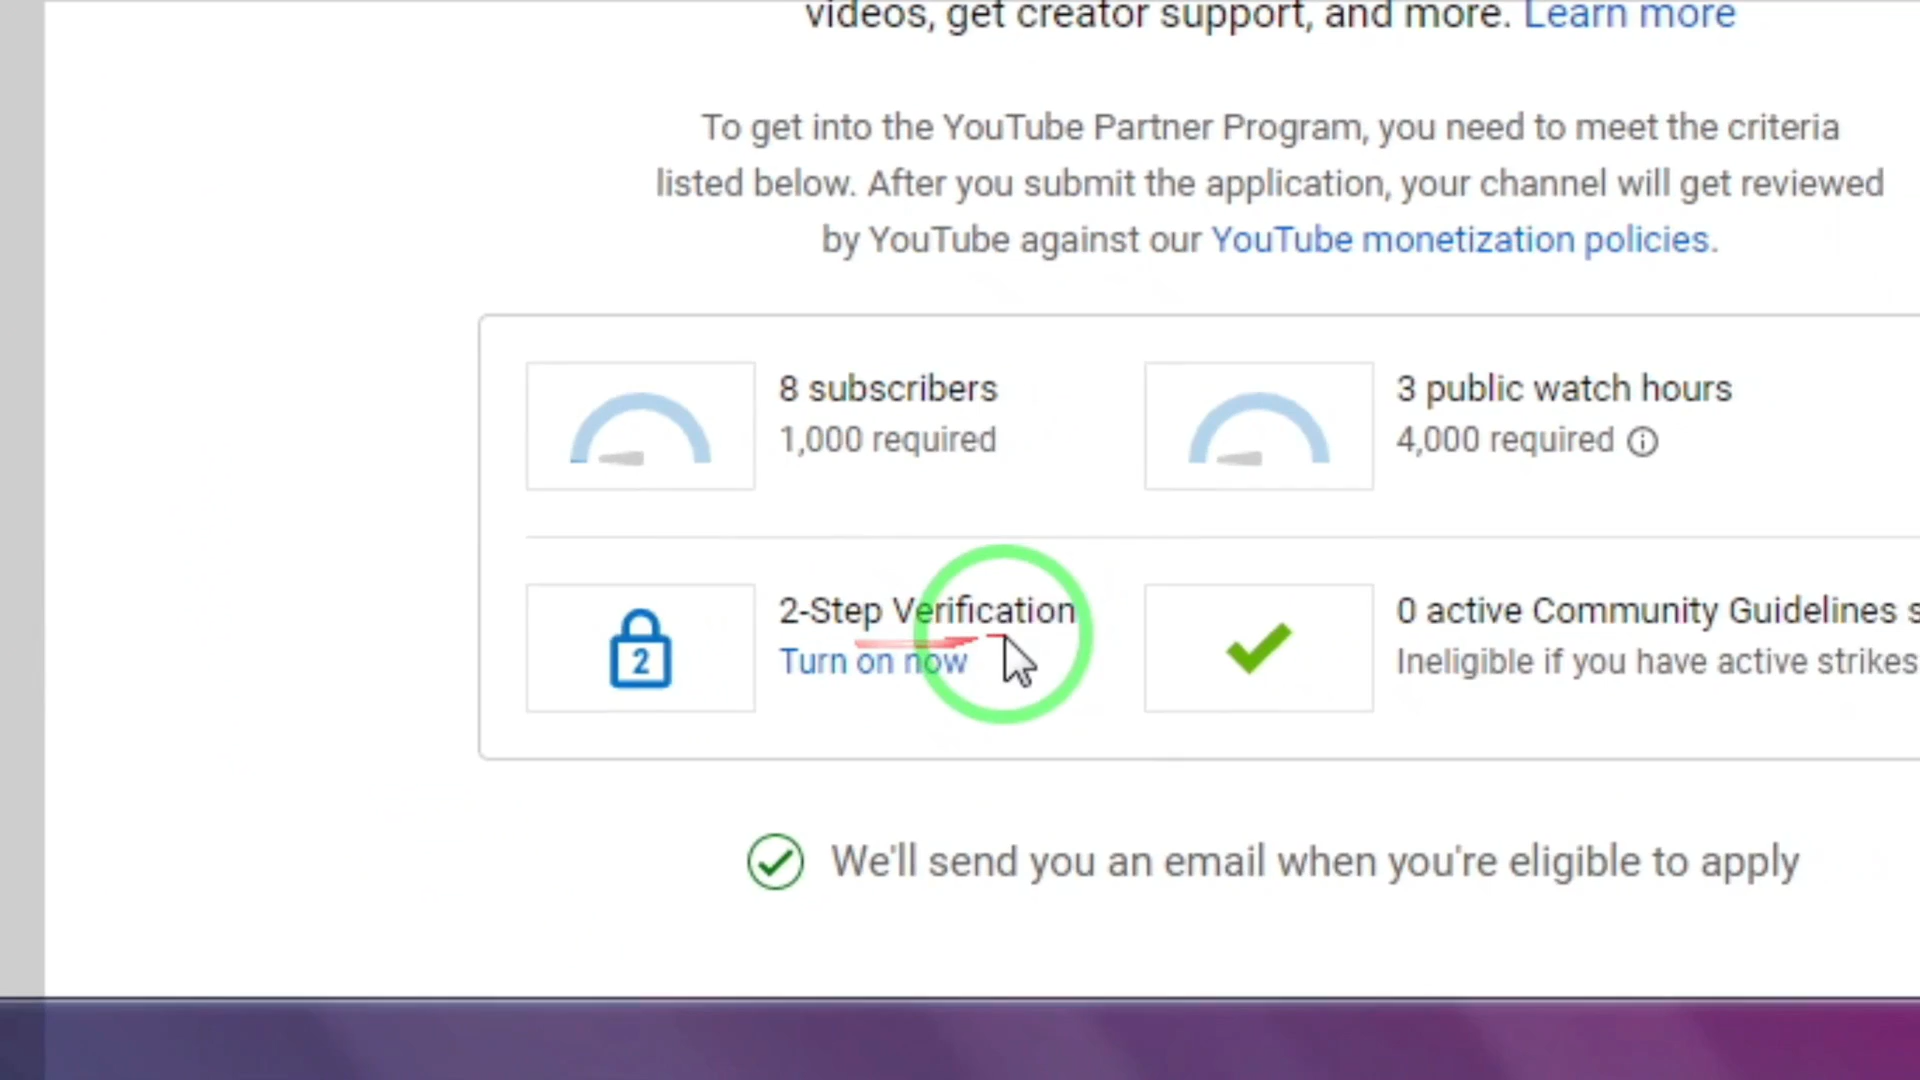 videos, get creator support, and more. Learn more
To get into the YouTube Partner Program, you need to meet the criteria
listed below. After you submit the application, your channel will get reviewed
by YouTube against our YouTube monetization policies.
8 subscribers
1,000 required
3 public watch hours
4,000 required
2-Step Verification
Turn on now
2
0 active Community Guidelines s
Ineligible if you have active strikes
We'll send you an email when you're eligible to apply